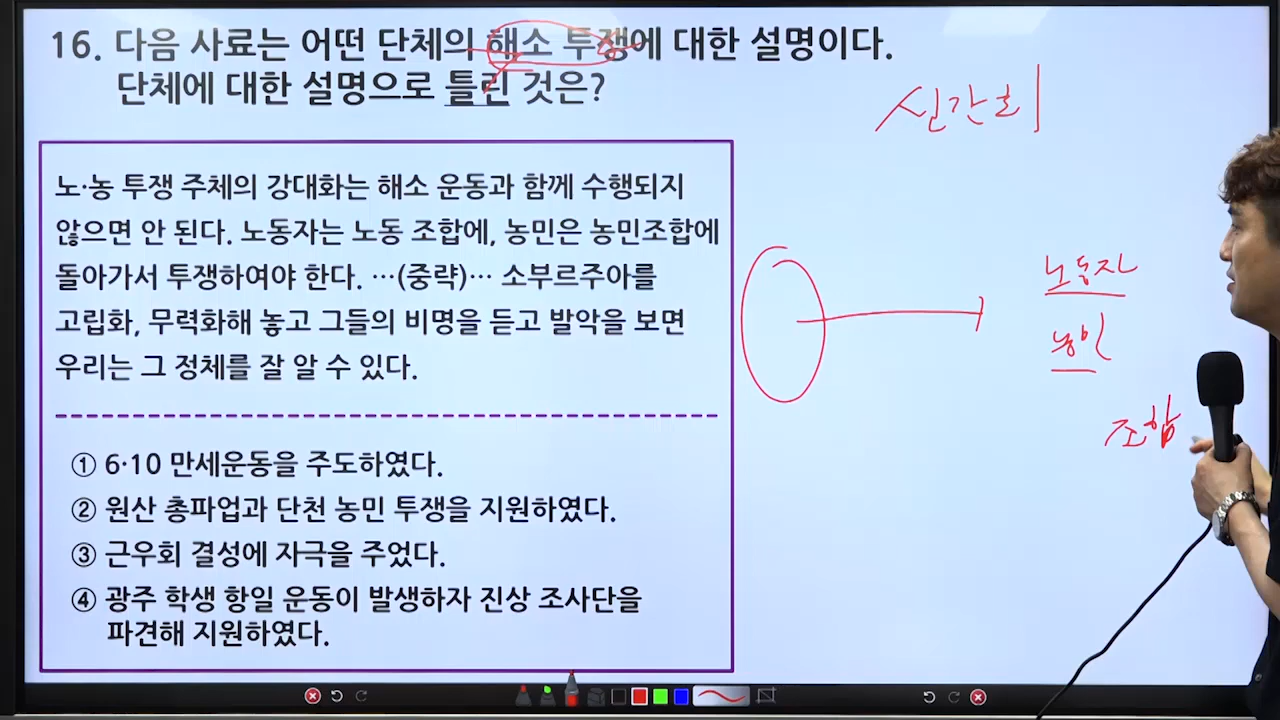 16. 다음 사료는 어떤 단체의 해소 투쟁에 대한 설명이다.
단체에 대한 설명으로 틀린 것은?
신간회
노·농 투쟁 주체의 강대화는 해소 운동과 함께 수행되지
않으면 안 된다. 노동자는 노동 조합에, 농민은 농민조합에
돌아가서 투쟁하여야 한다. …(중략)… 소부르주아를
고립화, 무력화해 놓고 그들의 비명을 듣고 발악을 보면
우리는 그 정체를 잘 알 수 있다.
노동자
농민
조합
① 6·10 만세운동을 주도하였다.
② 원산 총파업과 단천 농민 투쟁을 지원하였다.
③ 근우회 결성에 자극을 주었다.
④ 광주 학생 항일 운동이 발생하자 진상 조사단을
파견해 지원하였다.